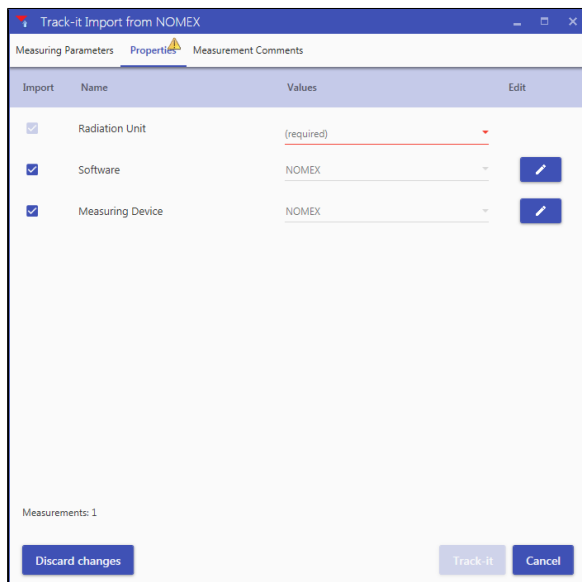 Track-it Import from NOMEX
Measuring Parameters Properties Measurement Comments
Import Name Values Edit
Radiation Unit (required)
Software NOMEX
Measuring Device NOMEX
Measurements: 1
Discard changes Track-it Cancel